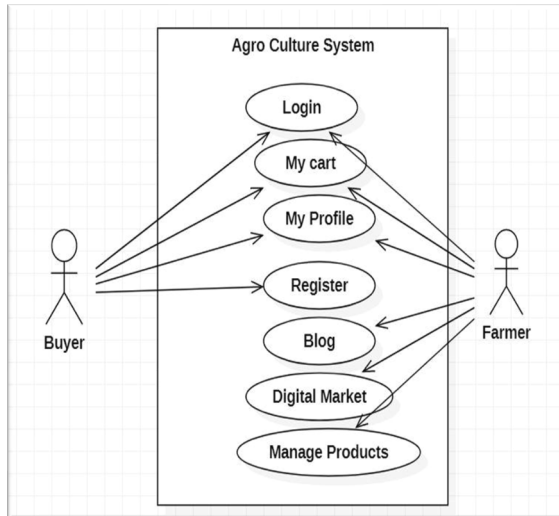 Agro Culture System
Login
My cart
My Profile
Register
Blog
Digital Market
Manage Products
Buyer
Farmer